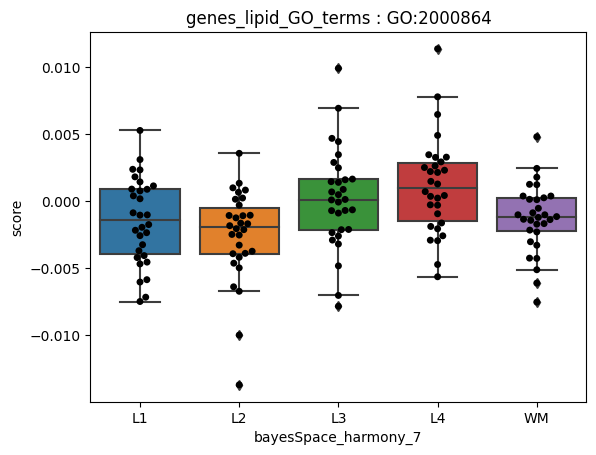 genes_lipid_GO_terms : GO:2000864
0.010
0.005
0.000
−0.005
−0.010
score
L1 L2 L3 L4 WM
bayesSpace_harmony_7